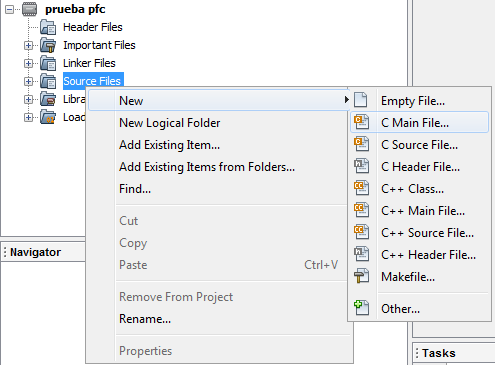 prueba pfc
Header Files
Important Files
Linker Files
Source Files
Libra
Load
New
New Logical Folder
Add Existing Item...
Add Existing Items from Folders...
Find...
Cut
Copy
Paste Ctrl+V
Remove From Project
Rename...
Properties
Empty File...
C Main File...
C Source File...
C Header File...
C++ Class...
C++ Main File...
C++ Source File...
C++ Header File...
Makefile...
Other...
Navigator
Tasks